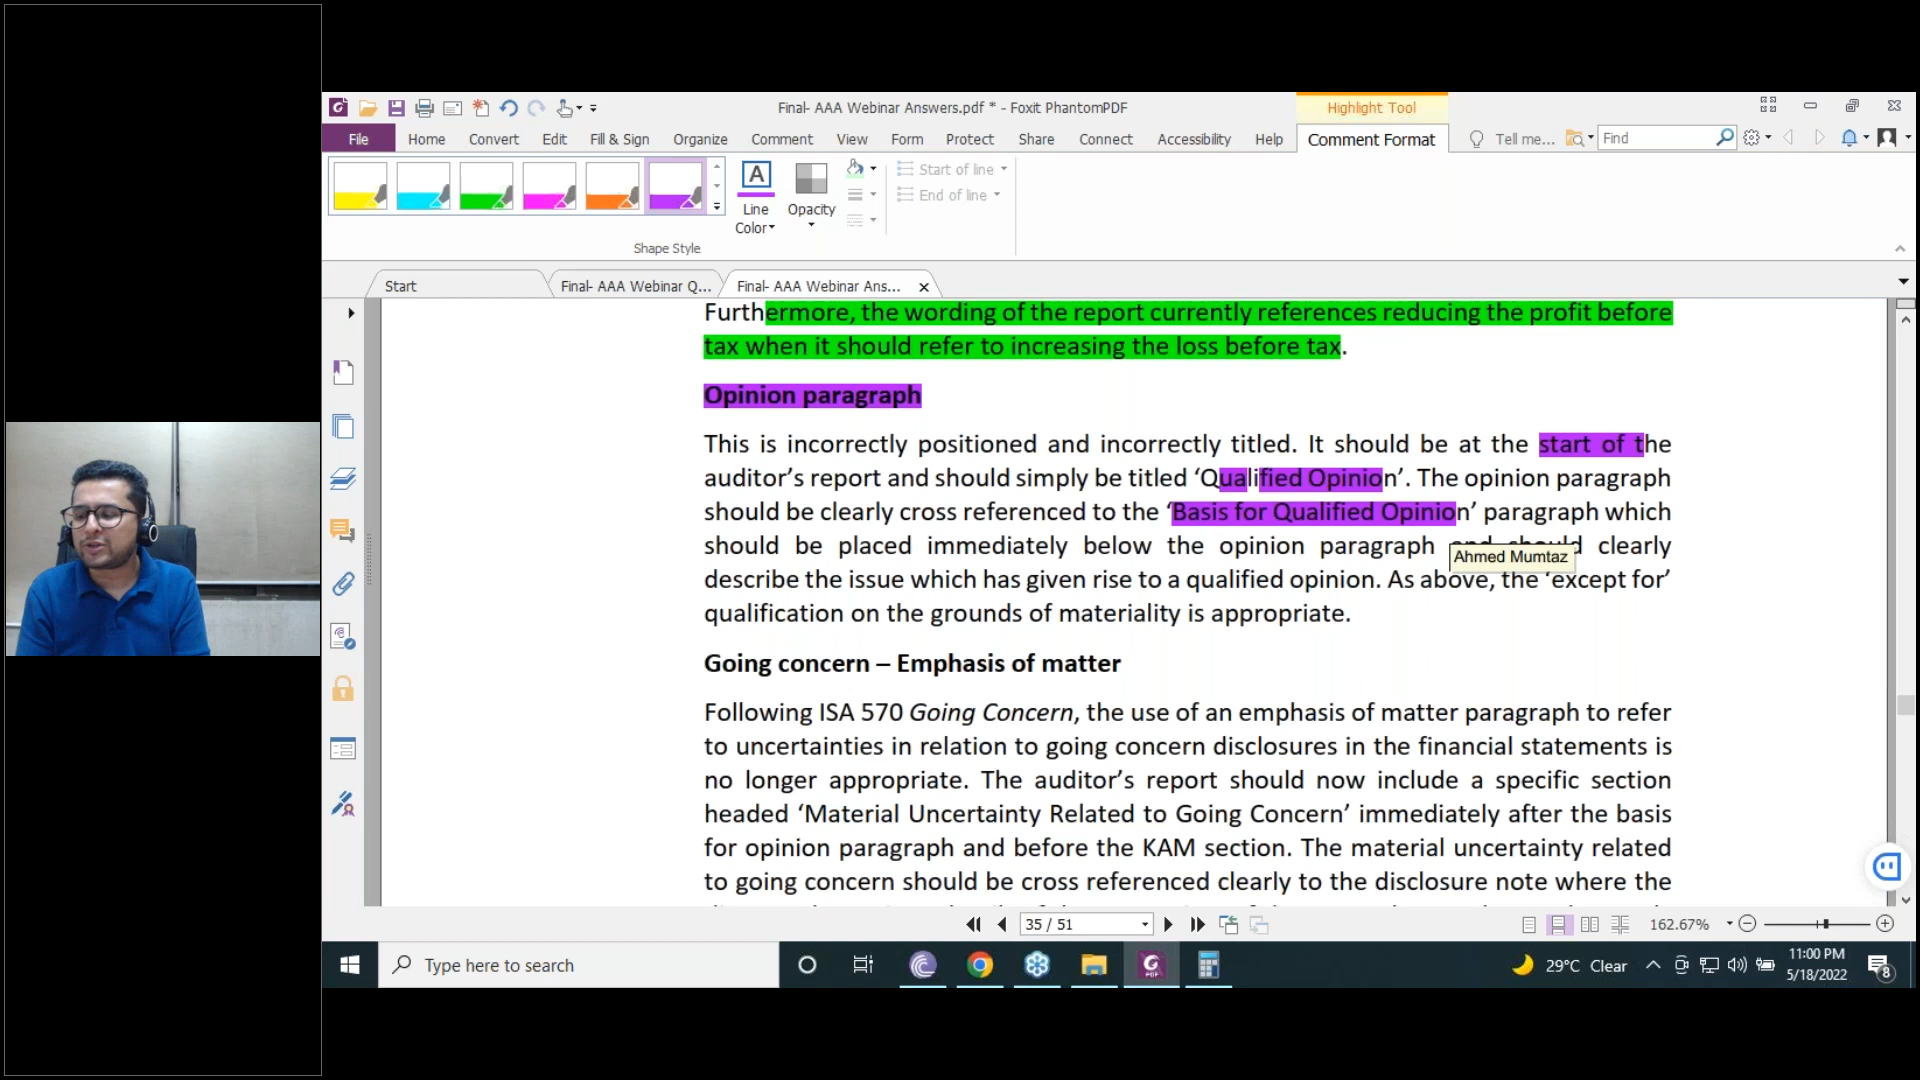 Final- AAA Webinar Answers.pdf * - Foxit PhantomPDF
Highlight Tool
File Home Convert Edit Fill & Sign Organize Comment View Form Protect Share Connect Accessibility Help Comment Format Tell me... Find
A
Line
Color
Opacity
Start of line
End of line
Shape Style
Start
Final- AAA Webinar Q...
Final- AAA Webinar Ans...
Furthermore, the wording of the report currently references reducing the profit before
tax when it should refer to increasing the loss before tax.
Opinion paragraph
This is incorrectly positioned and incorrectly titled. It should be at the start of the
auditor’s report and should simply be titled ‘Qualified Opinion’. The opinion paragraph
should be clearly cross referenced to the ‘Basis for Qualified Opinion’ paragraph which
should be placed immediately below the opinion paragraph and should clearly
Ahmed Mumtaz
describe the issue which has given rise to a qualified opinion. As above, the ‘except for’
qualification on the grounds of materiality is appropriate.
Going concern – Emphasis of matter
Following ISA 570 Going Concern, the use of an emphasis of matter paragraph to refer
to uncertainties in relation to going concern disclosures in the financial statements is
no longer appropriate. The auditor’s report should now include a specific section
headed ‘Material Uncertainty Related to Going Concern’ immediately after the basis
for opinion paragraph and before the KAM section. The material uncertainty related
to going concern should be cross referenced clearly to the disclosure note where the
35 / 51
162.67%
Type here to search
29°C Clear
11:00 PM
5/18/2022
8